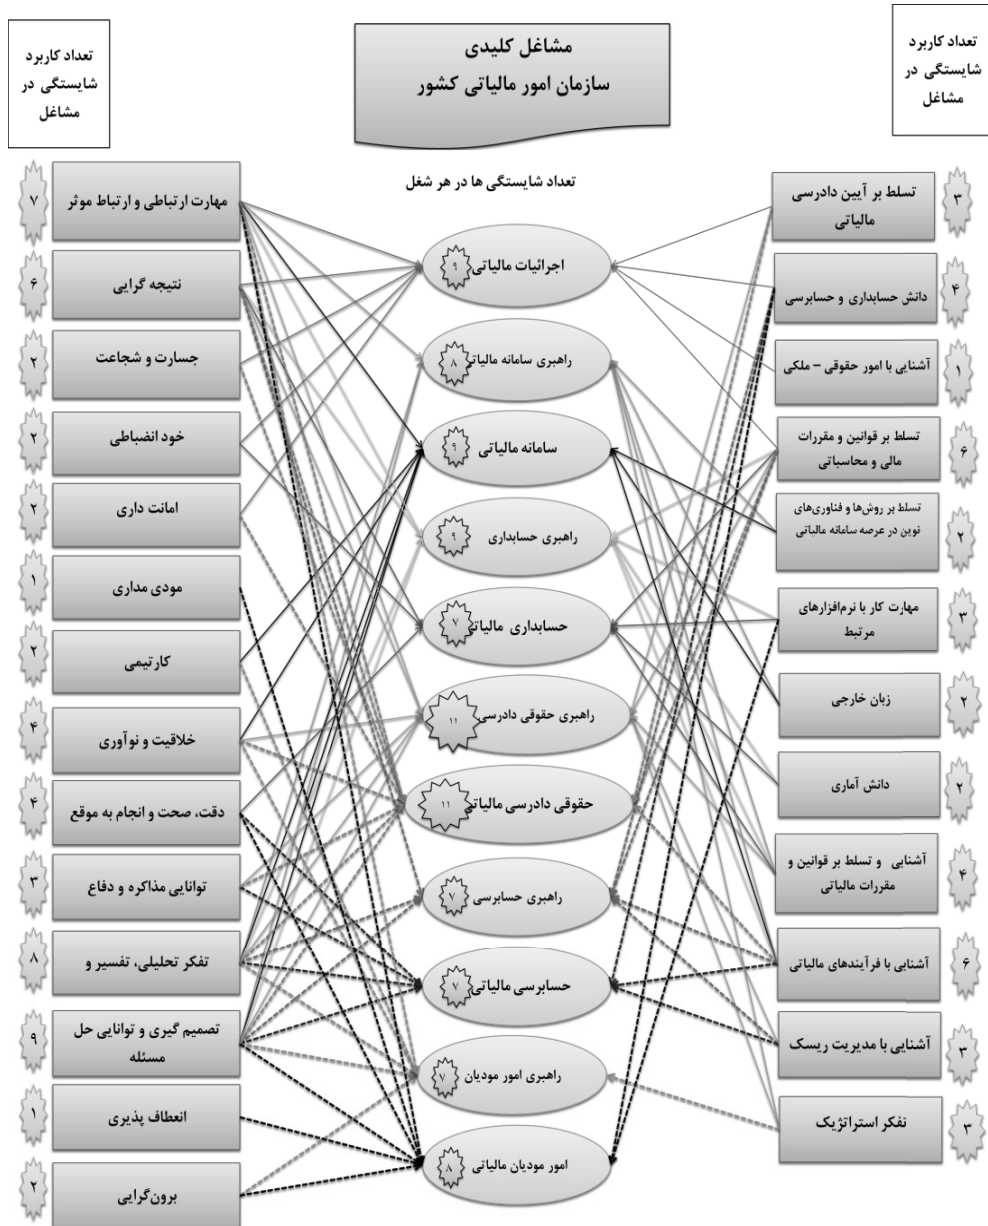 تعداد کاربرد
شایستگی در
مشاغل
مشاغل کلیدی
سازمان امور مالیاتی کشور
تعداد کاربرد
شایستگی در
مشاغل
تعداد شایستگی ها در هر شغل
تسلط بر آیین دادرسی
مالیاتی
۳
دانش حسابداری و حسابرسی
۴
آشنایی با امور حقوقی – ملکی
۱
تسلط بر قوانین و مقررات
مالی و محاسباتی
۶
تسلط بر روش‌ها و فناوری‌های
نوین در عرصه سامانه مالیاتی
۲
مهارت کار با نرم‌افزارهای
مرتبط
۳
زبان خارجی
۲
دانش آماری
۲
آشنایی و تسلط بر قوانین و
مقررات مالیاتی
۴
آشنایی با فرآیندهای مالیاتی
۶
آشنایی با مدیریت ریسک
۳
تفکر استراتژیک
۳
اجرائیات مالیاتی
۹
راهبری سامانه مالیاتی
۸
سامانه مالیاتی
۹
راهبری حسابداری
۹
حسابداری مالیاتی
۷
راهبری حقوقی دادرسی
۱۱
حقوقی دادرسی مالیاتی
۱۱
راهبری حسابرسی
۷
حسابرسی مالیاتی
۷
راهبری امور مودیان
۷
امور مودیان مالیاتی
۸
مهارت ارتباطی و ارتباط موثر
۷
نتیجه گرایی
۶
جسارت و شجاعت
۲
خود انضباطی
۲
امانت داری
۲
مودی مداری
۱
کارتیمی
۲
خلاقیت و نوآوری
۴
دقت، صحت و انجام به موقع
۴
توانایی مذاکره و دفاع
۳
تفکر تحلیلی، تفسیر و
۸
تصمیم گیری و توانایی حل
مسئله
۹
انعطاف پذیری
۱
برون‌گرایی
۲